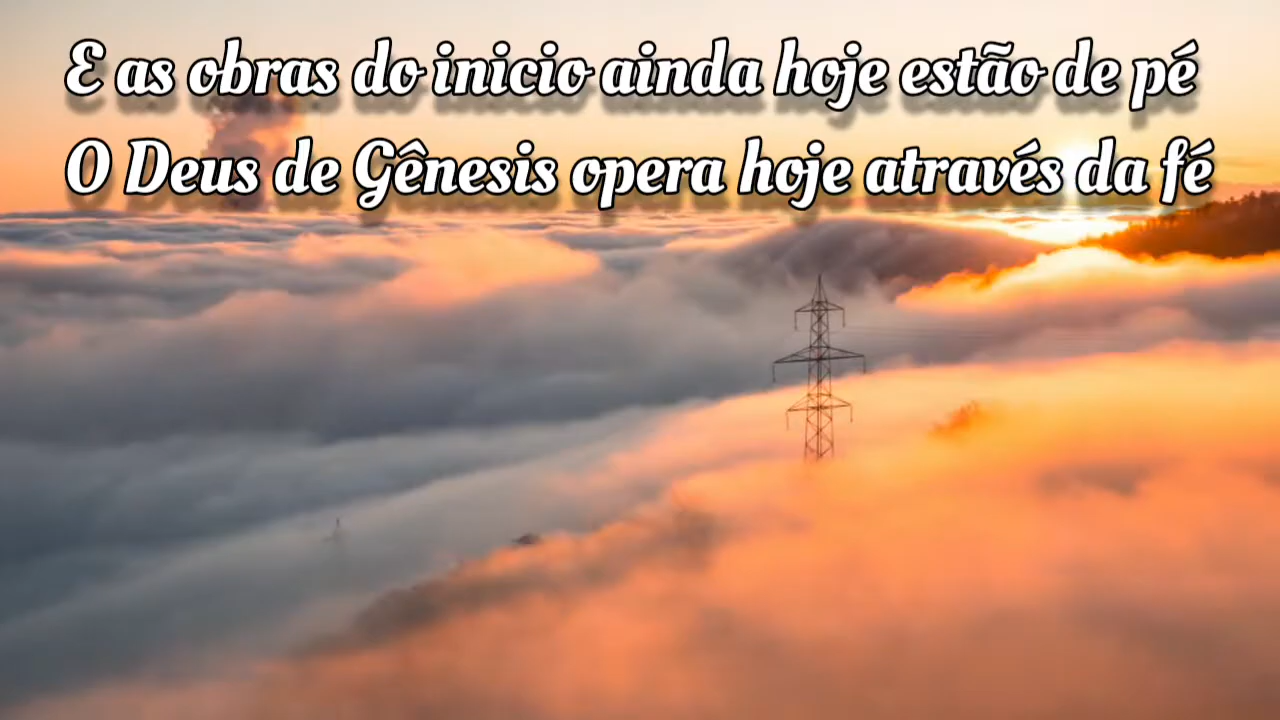 E as obras do inicio ainda hoje estão de pé
O Deus de Gênesis opera hoje através da fé